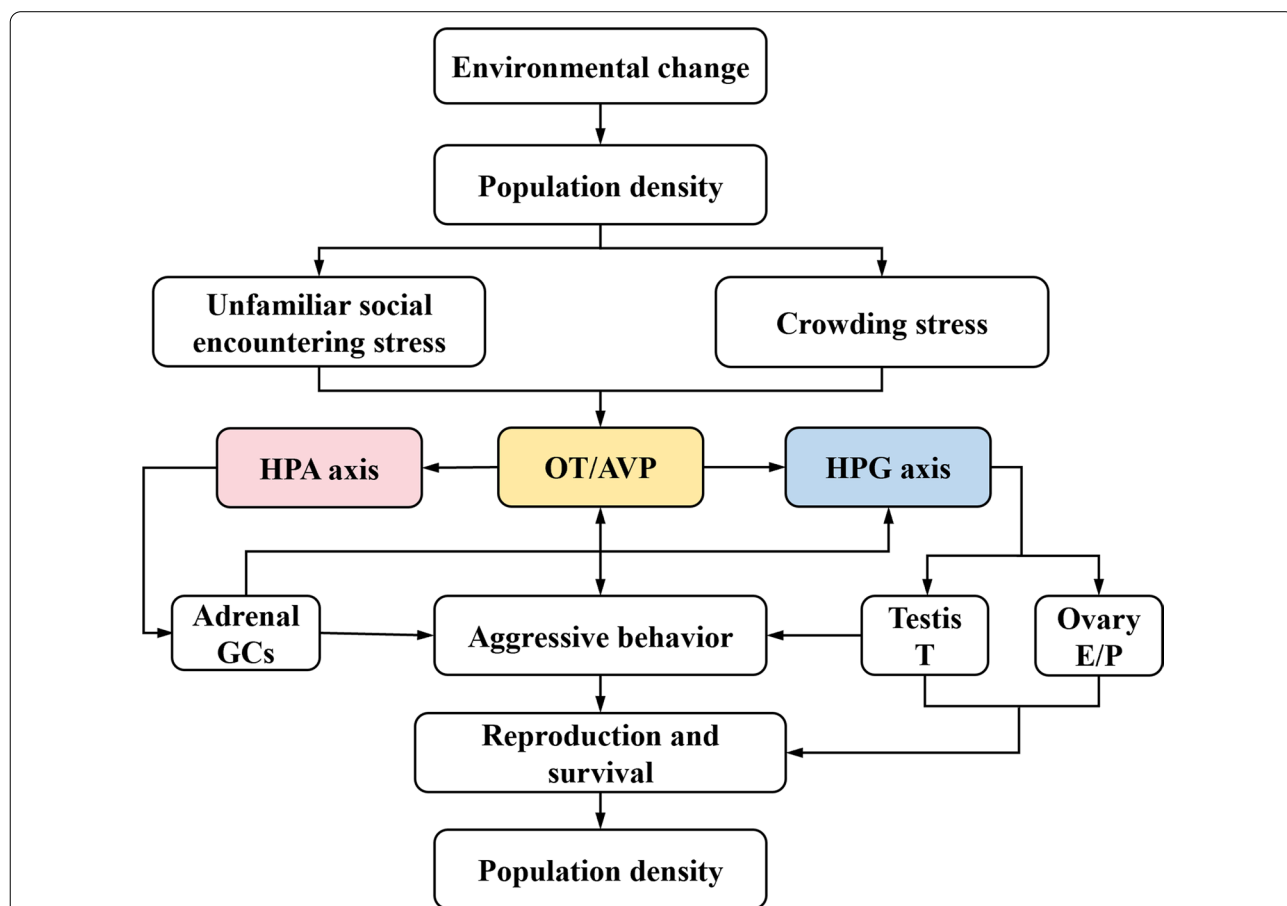 Environmental change
Population density
Unfamiliar social
encountering stress
Crowding stress
HPA axis
OT/AVP
HPG axis
Adrenal
GCs
Aggressive behavior
Testis
T
Ovary
E/P
Reproduction and
survival
Population density